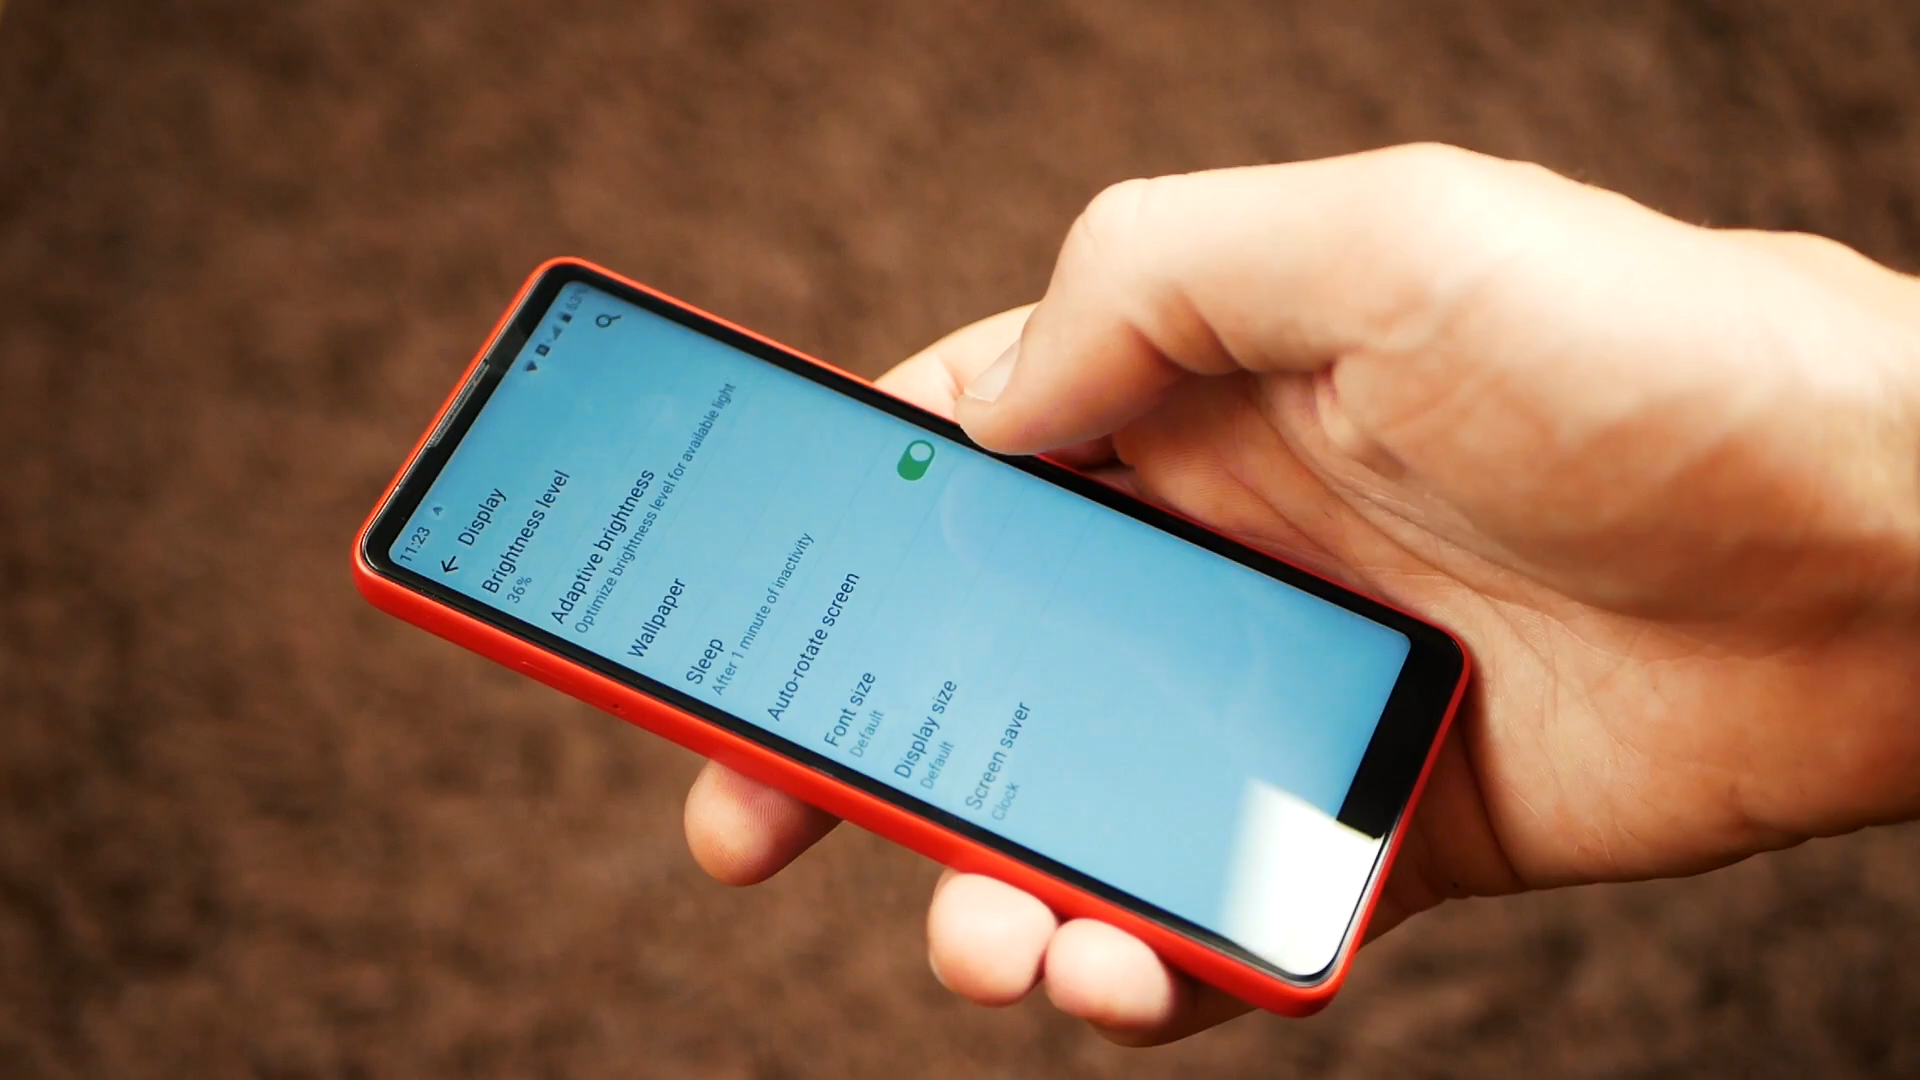 11:23
Display
Brightness level
36%
Adaptive brightness
Optimize brightness level for available light
Wallpaper
Sleep
After 1 minute of inactivity
Auto-rotate screen
Font size
Default
Display size
Default
Screen saver
Clock